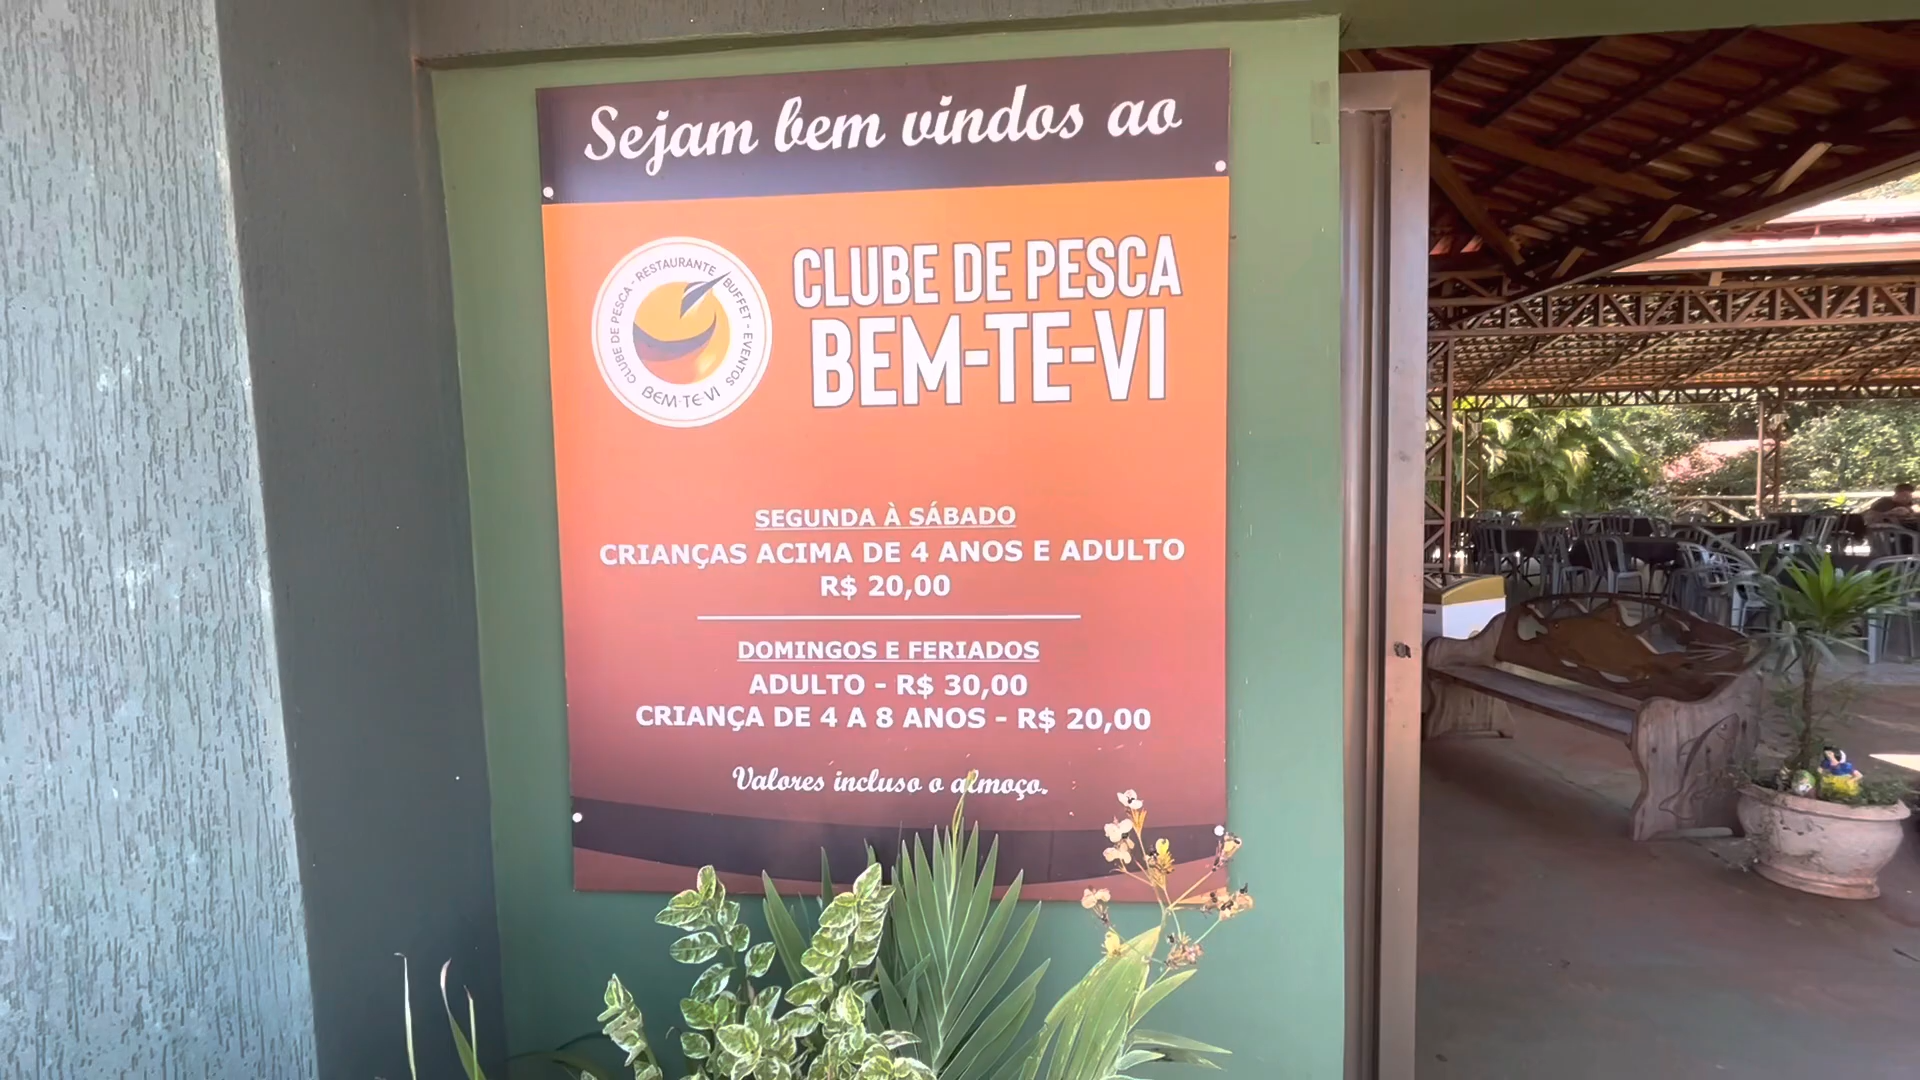 Sejam bem vindos ao
CLUBE DE PESCA - RESTAURANTE
BUFFET - EVENTOS
BEM-TE-VI
CLUBE DE PESCA
BEM-TE-VI
SEGUNDA À SÁBADO
CRIANÇAS ACIMA DE 4 ANOS E ADULTO
R$ 20,00
DOMINGOS E FERIADOS
ADULTO - R$ 30,00
CRIANÇA DE 4 A 8 ANOS - R$ 20,00
Valores incluso o almoço.